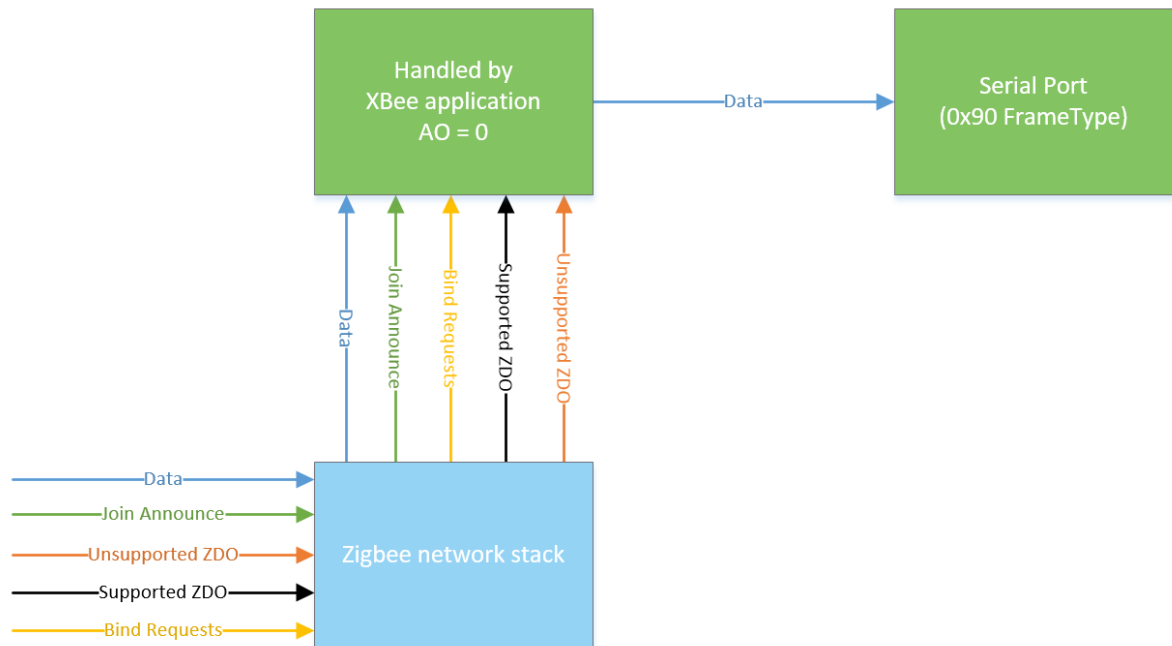 Handled by
XBee application
AO = 0
Data
Serial Port
(0x90 FrameType)
Data
Join Announce
Bind Requests
Supported ZDO
Unsupported ZDO
Data
Join Announce
Unsupported ZDO
Supported ZDO
Bind Requests
Zigbee network stack